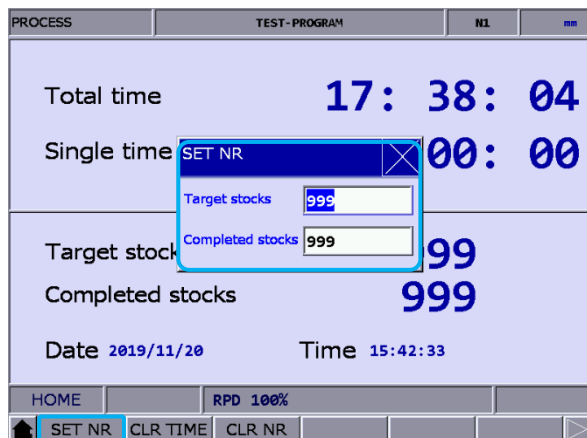 PROCESS TEST-PROGRAM N1 mm
Total time 17: 38: 04
Single time 00: 00
SET NR
Target stocks 999
Completed stocks 999
Target stock 99
Completed stocks 999
Date 2019/11/20 Time 15:42:33
HOME RPD 100%
SET NR CLR TIME CLR NR